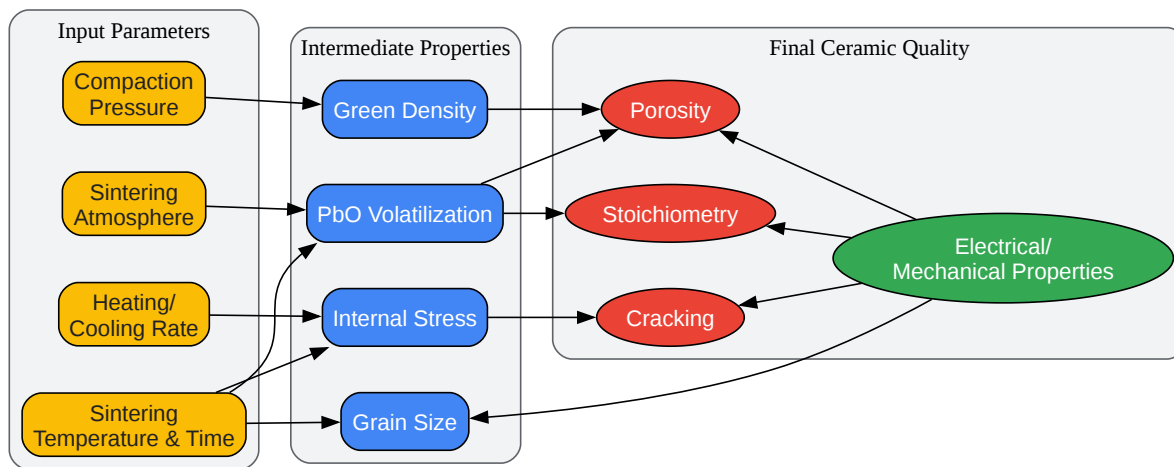 Input Parameters
Compaction
Pressure
Sintering
Atmosphere
Heating/
Cooling Rate
Sintering
Temperature & Time
Intermediate Properties
Green Density
PbO Volatilization
Internal Stress
Grain Size
Final Ceramic Quality
Porosity
Stoichiometry
Cracking
Electrical/
Mechanical Properties